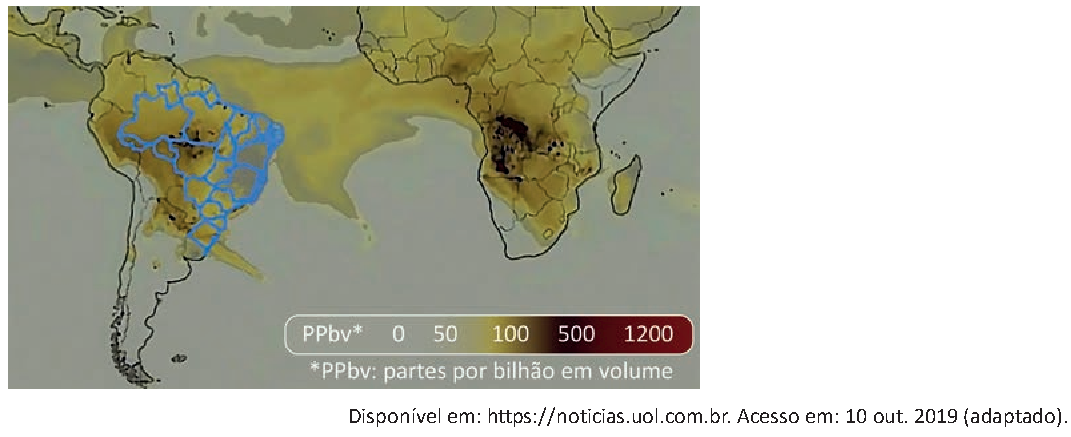 PPbv* 0 50 100 500 1200
*PPbv: partes por bilhão em volume
Disponível em: https://noticias.uol.com.br. Acesso em: 10 out. 2019 (adaptado).